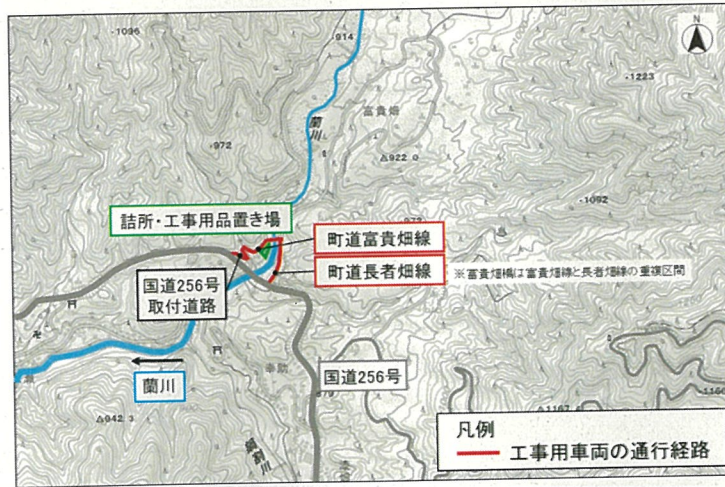 N
・1096
・914
・1223
富貴畑
蘭川
・972
△922.0
・1092
詰所・工事用品置き場
973
町道富貴畑線
国道256号
取付道路
町道長者畑線
※富貴畑橋は富貴畑線と長者畑線の重複区間
国道256号
蘭川
△942.3
凡例
工事用車両の通行経路